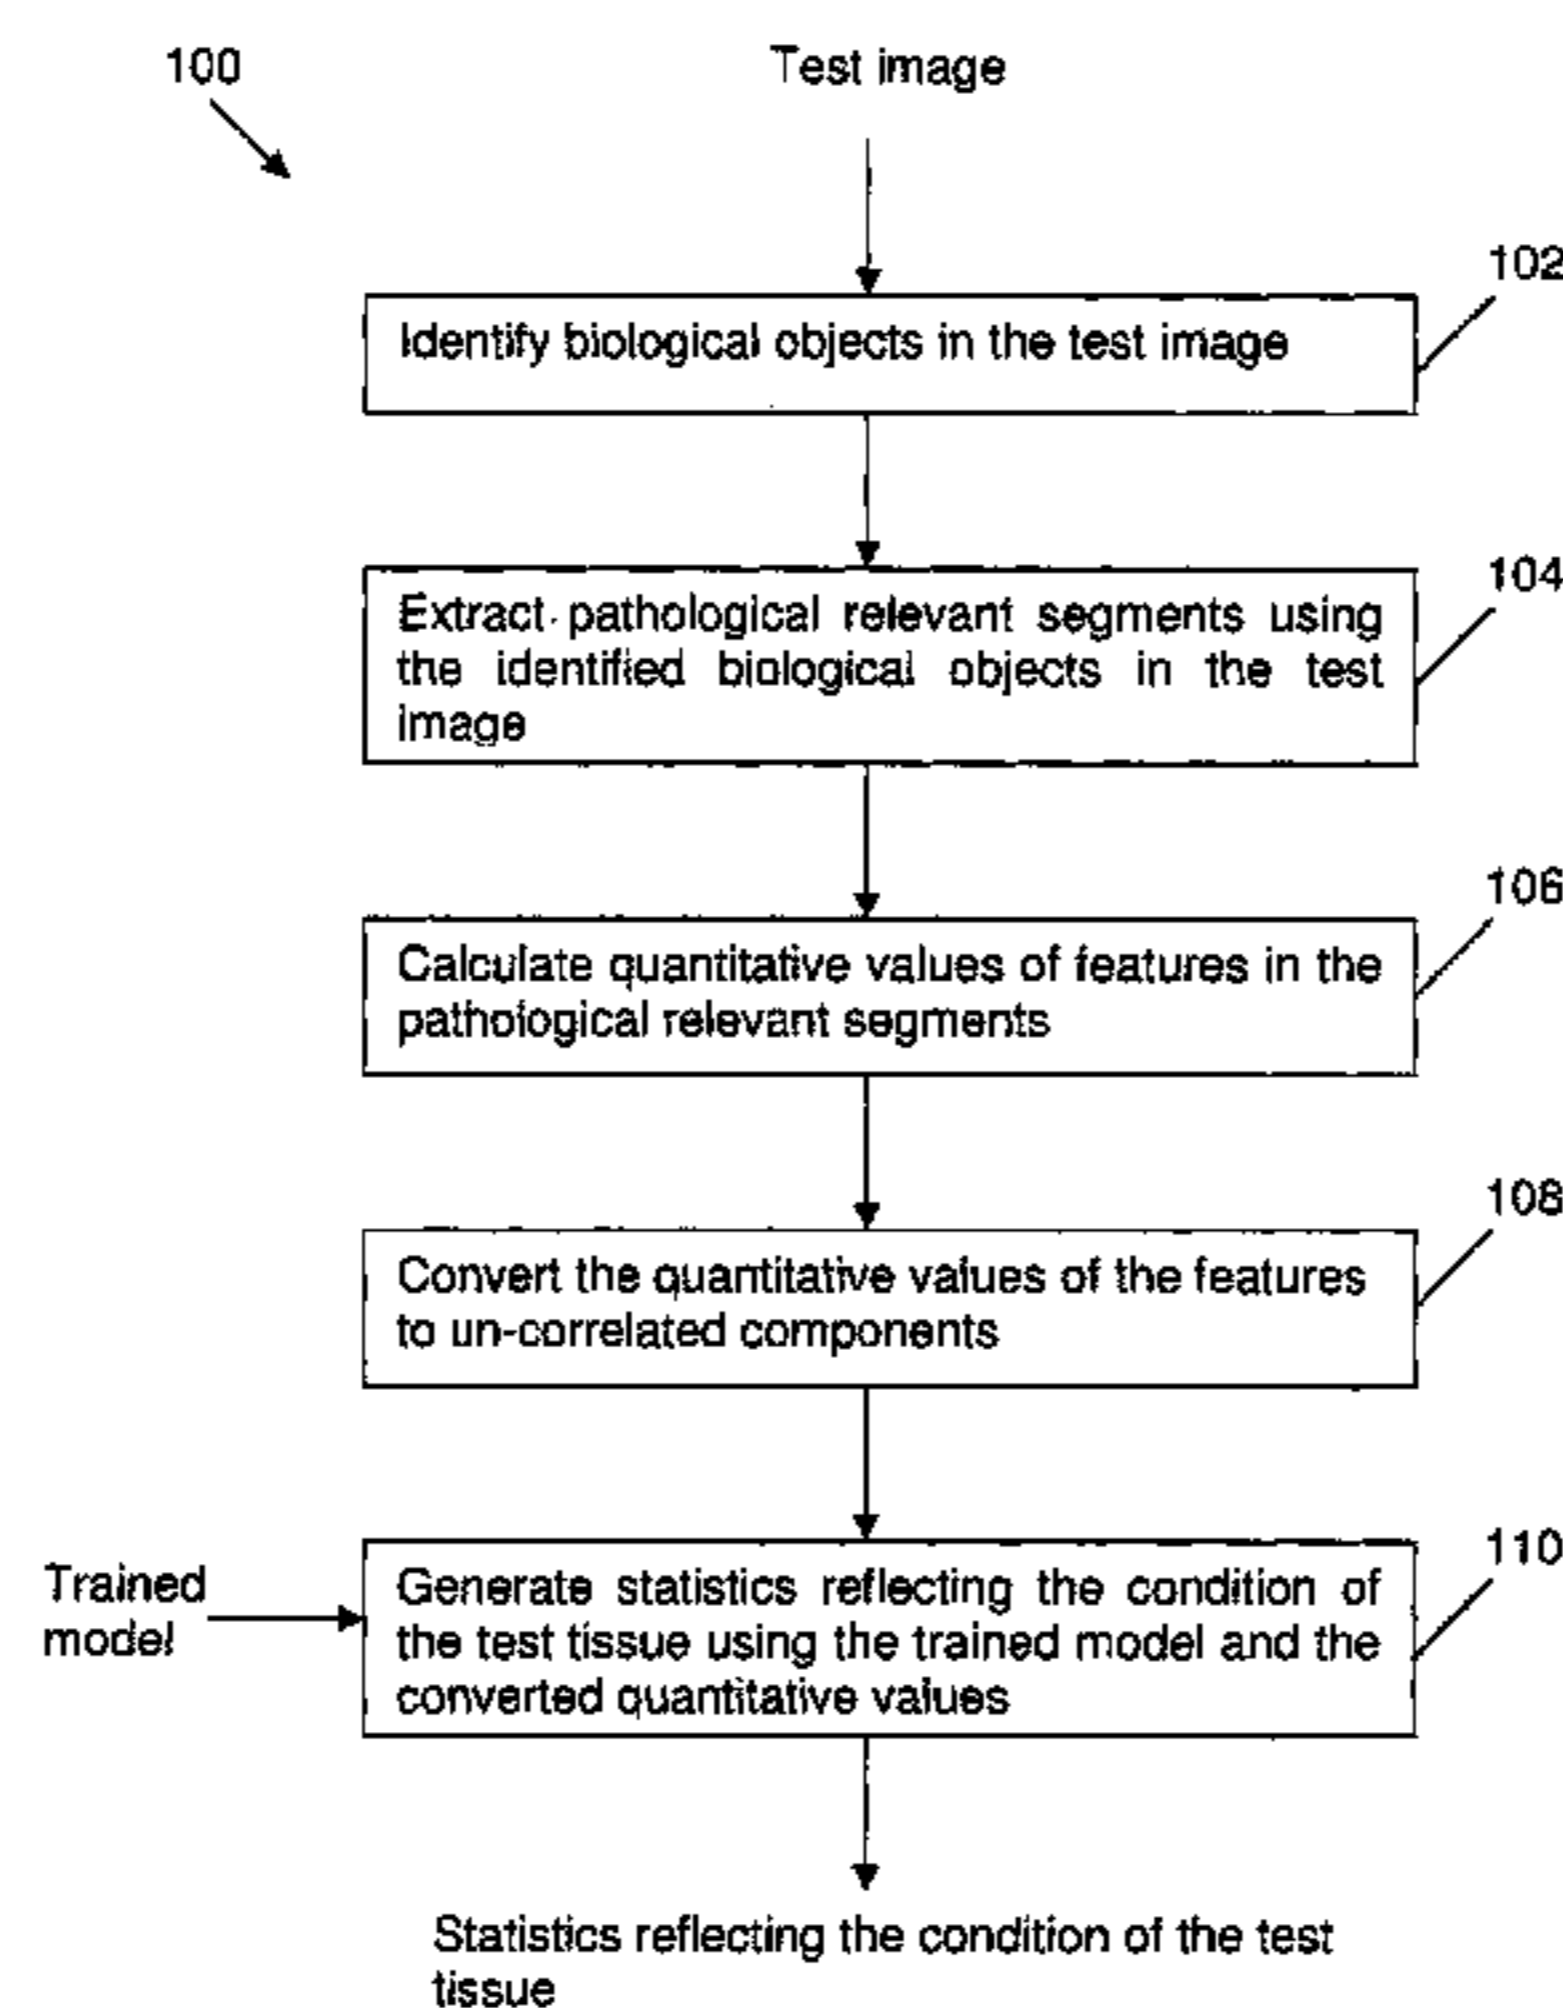 100
Test image
102
Identify biological objects in the test image
104
Extract pathological relevant segments using
the identified biological objects in the test
image
106
Calculate quantitative values of features in the
pathological relevant segments
108
Convert the quantitative values of the features
to un-correlated components
110
Trained
model
Generate statistics reflecting the condition of
the test tissue using the trained model and the
converted quantitative values
Statistics reflecting the condition of the test
tissue